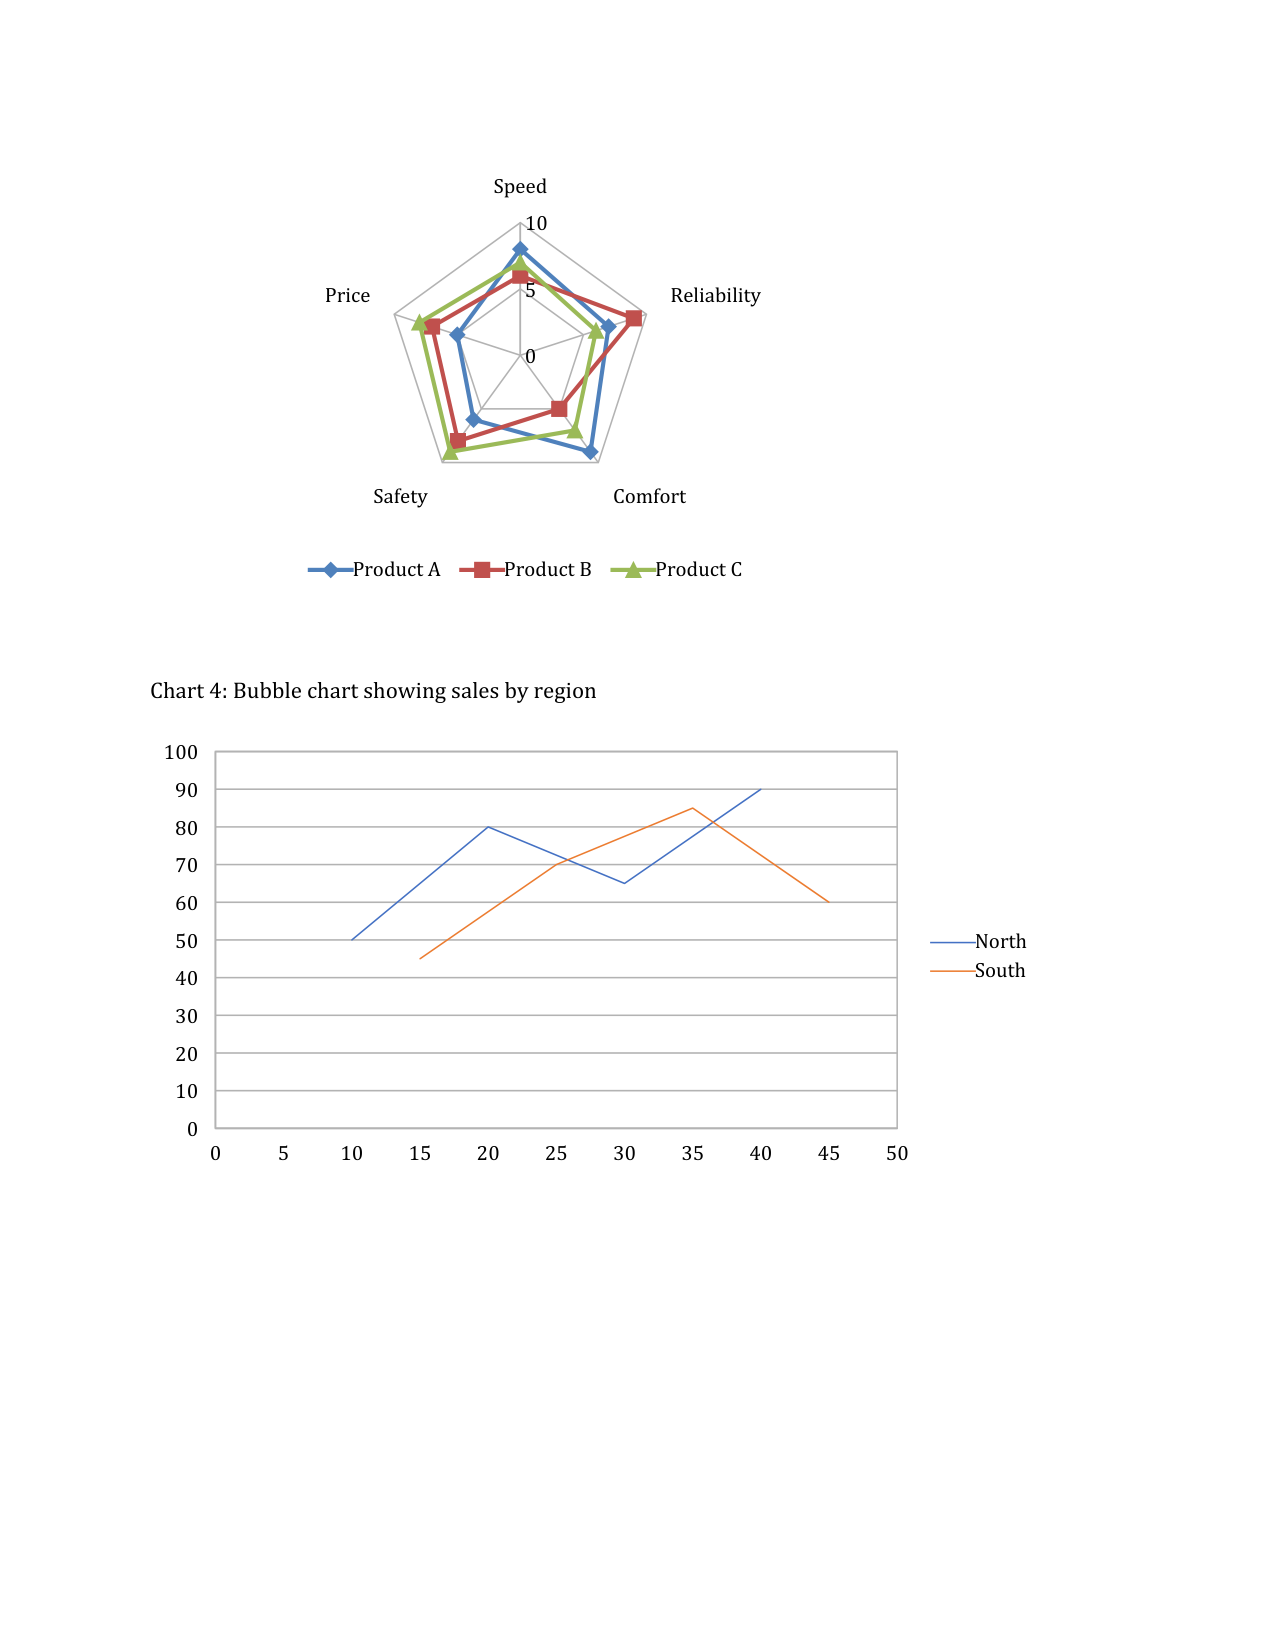 Speed
10
Price
Reliability
5
0
Safety
Comfort
Product A Product B Product C
Chart 4: Bubble chart showing sales by region
100
90
80
70
60
50
40
30
20
10
0
0 5 10 15 20 25 30 35 40 45 50
North
South